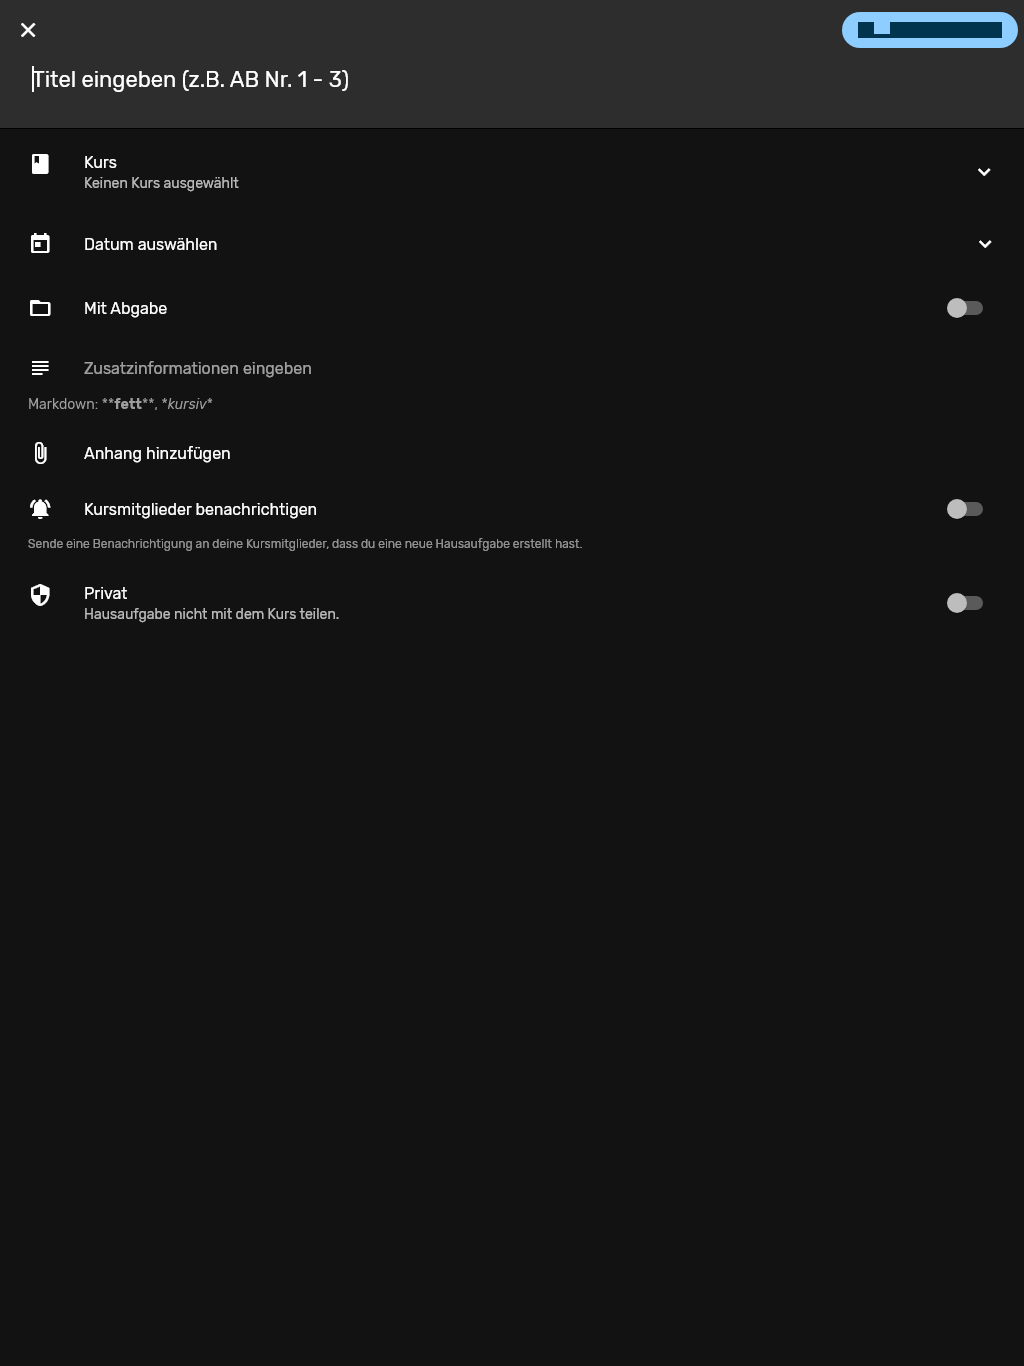 Titel eingeben (z.B. AB Nr. 1 - 3)
Kurs
Keinen Kurs ausgewählt
Datum auswählen
Mit Abgabe
Zusatzinformationen eingeben
Markdown: **fett**, *kursiv*
Anhang hinzufügen
Kursmitglieder benachrichtigen
Sende eine Benachrichtigung an deine Kursmitglieder, dass du eine neue Hausaufgabe erstellt hast.
Privat
Hausaufgabe nicht mit dem Kurs teilen.